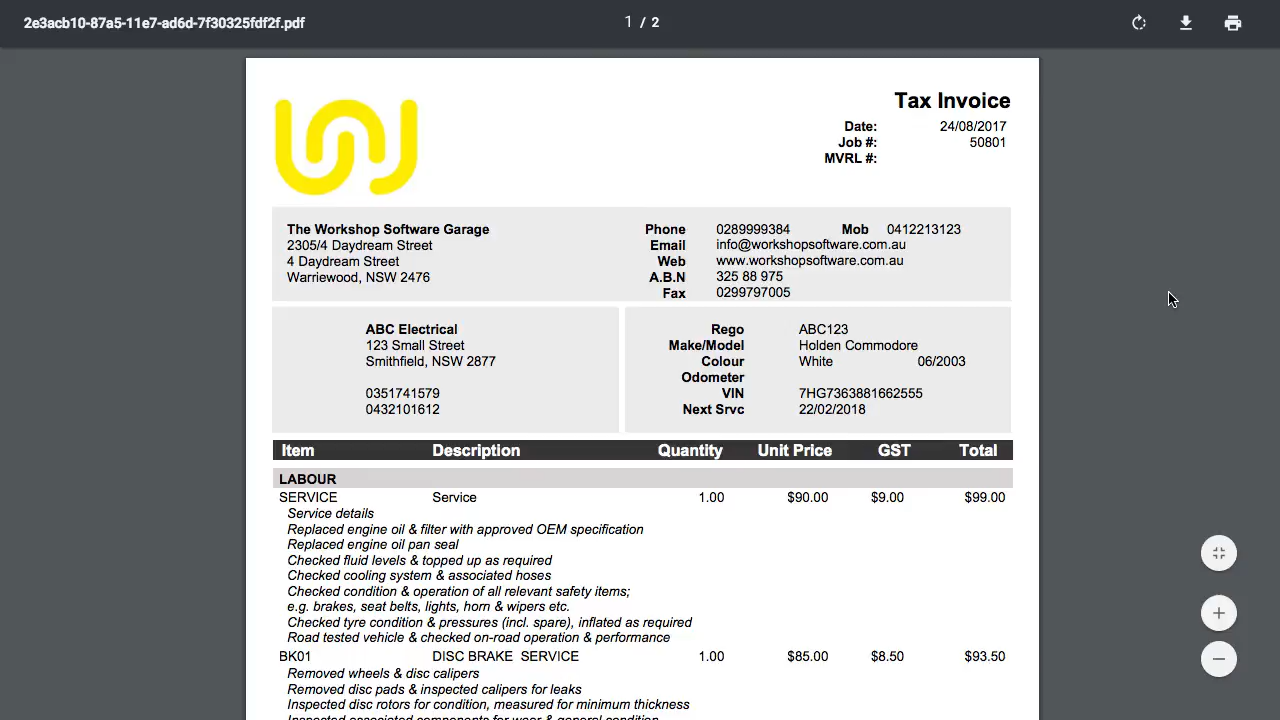 2e3acb10-87a5-11e7-ad6d-7f30325fdf2f.pdf
1 / 2
Tax Invoice
Date: 24/08/2017
Job #: 50801
MVRL #:
The Workshop Software Garage Phone 0289999384 Mob 0412213123
2305/4 Daydream Street Email info@workshopsoftware.com.au
4 Daydream Street Web www.workshopsoftware.com.au
Warriewood, NSW 2476 A.B.N 325 88 975
Fax 0299797005
ABC Electrical
123 Small Street
Smithfield, NSW 2877
0351741579
0432101612
Rego ABC123
Make/Model Holden Commodore
Colour White 06/2003
Odometer
VIN 7HG7363881662555
Next Srvc 22/02/2018
Item Description Quantity Unit Price GST Total
LABOUR
SERVICE Service 1.00 $90.00 $9.00 $99.00
Service details
Replaced engine oil & filter with approved OEM specification
Replaced engine oil pan seal
Checked fluid levels & topped up as required
Checked cooling system & associated hoses
Checked condition & operation of all relevant safety items;
e.g. brakes, seat belts, lights, horn & wipers etc.
Checked tyre condition & pressures (incl. spare), inflated as required
Road tested vehicle & checked on-road operation & performance
BK01 DISC BRAKE SERVICE 1.00 $85.00 $8.50 $93.50
Removed wheels & disc calipers
Removed disc pads & inspected calipers for leaks
Inspected disc rotors for condition, measured for minimum thickness
Inspected associated components for wear & general condition